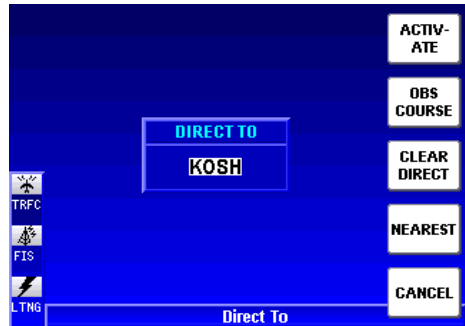 ACTIV-
ATE
OBS
COURSE
DIRECT TO
KOSH
CLEAR
DIRECT
TRFC
NEAREST
FIS
CANCEL
LTNG
Direct To